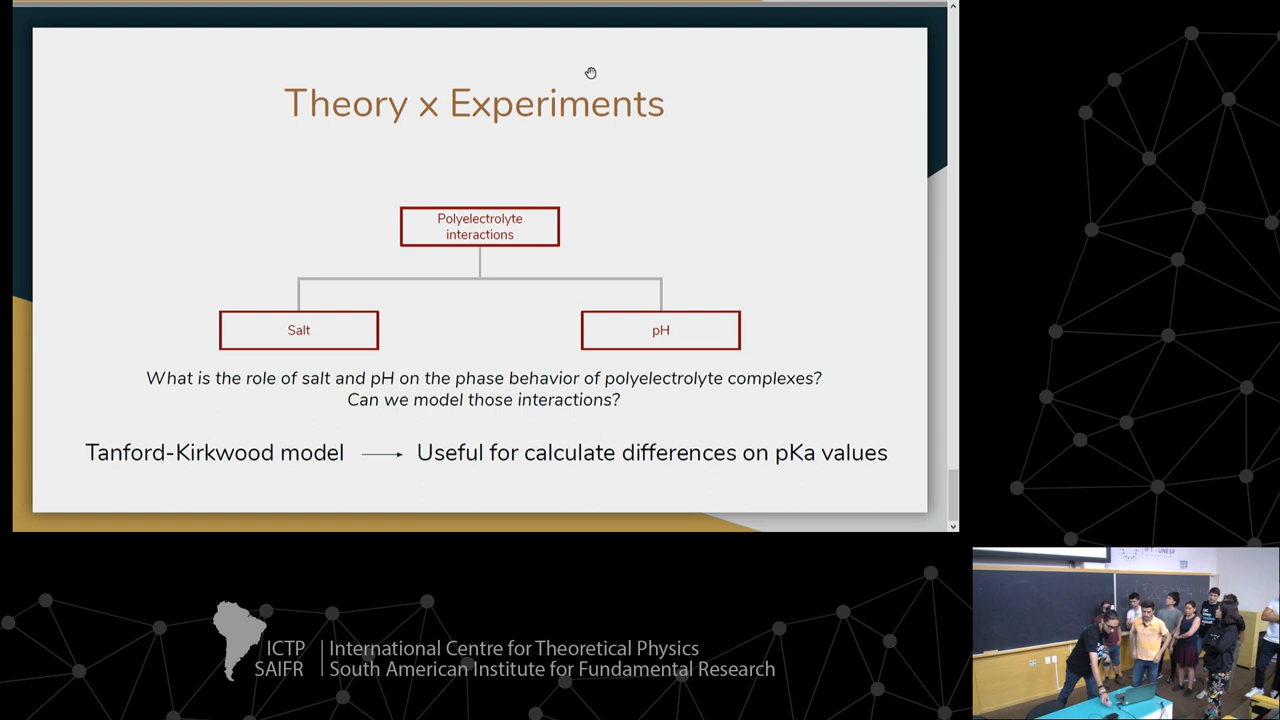 Theory x Experiments
Polyelectrolyte
interactions
Salt
pH
What is the role of salt and pH on the phase behavior of polyelectrolyte complexes?
Can we model those interactions?
Tanford-Kirkwood model
Useful for calculate differences on pKa values
ICTP
SAIFR
International Centre for Theoretical Physics
South American Institute for Fundamental Research